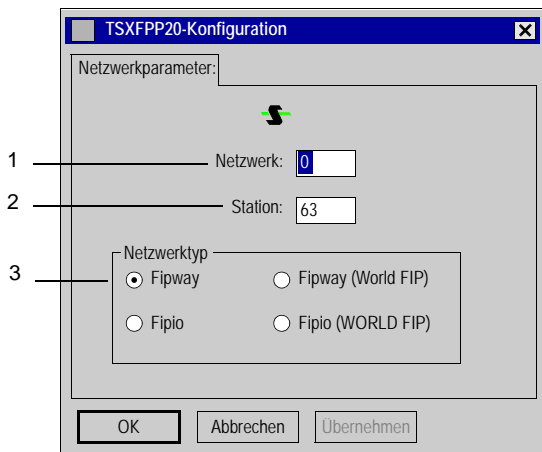 TSXFPP20-Konfiguration
Netzwerkparameter:
1 Netzwerk: 0
2 Station: 63
Netzwerktyp
3 Fipway Fipway (World FIP)
Fipio Fipio (WORLD FIP)
OK Abbrechen Übernehmen